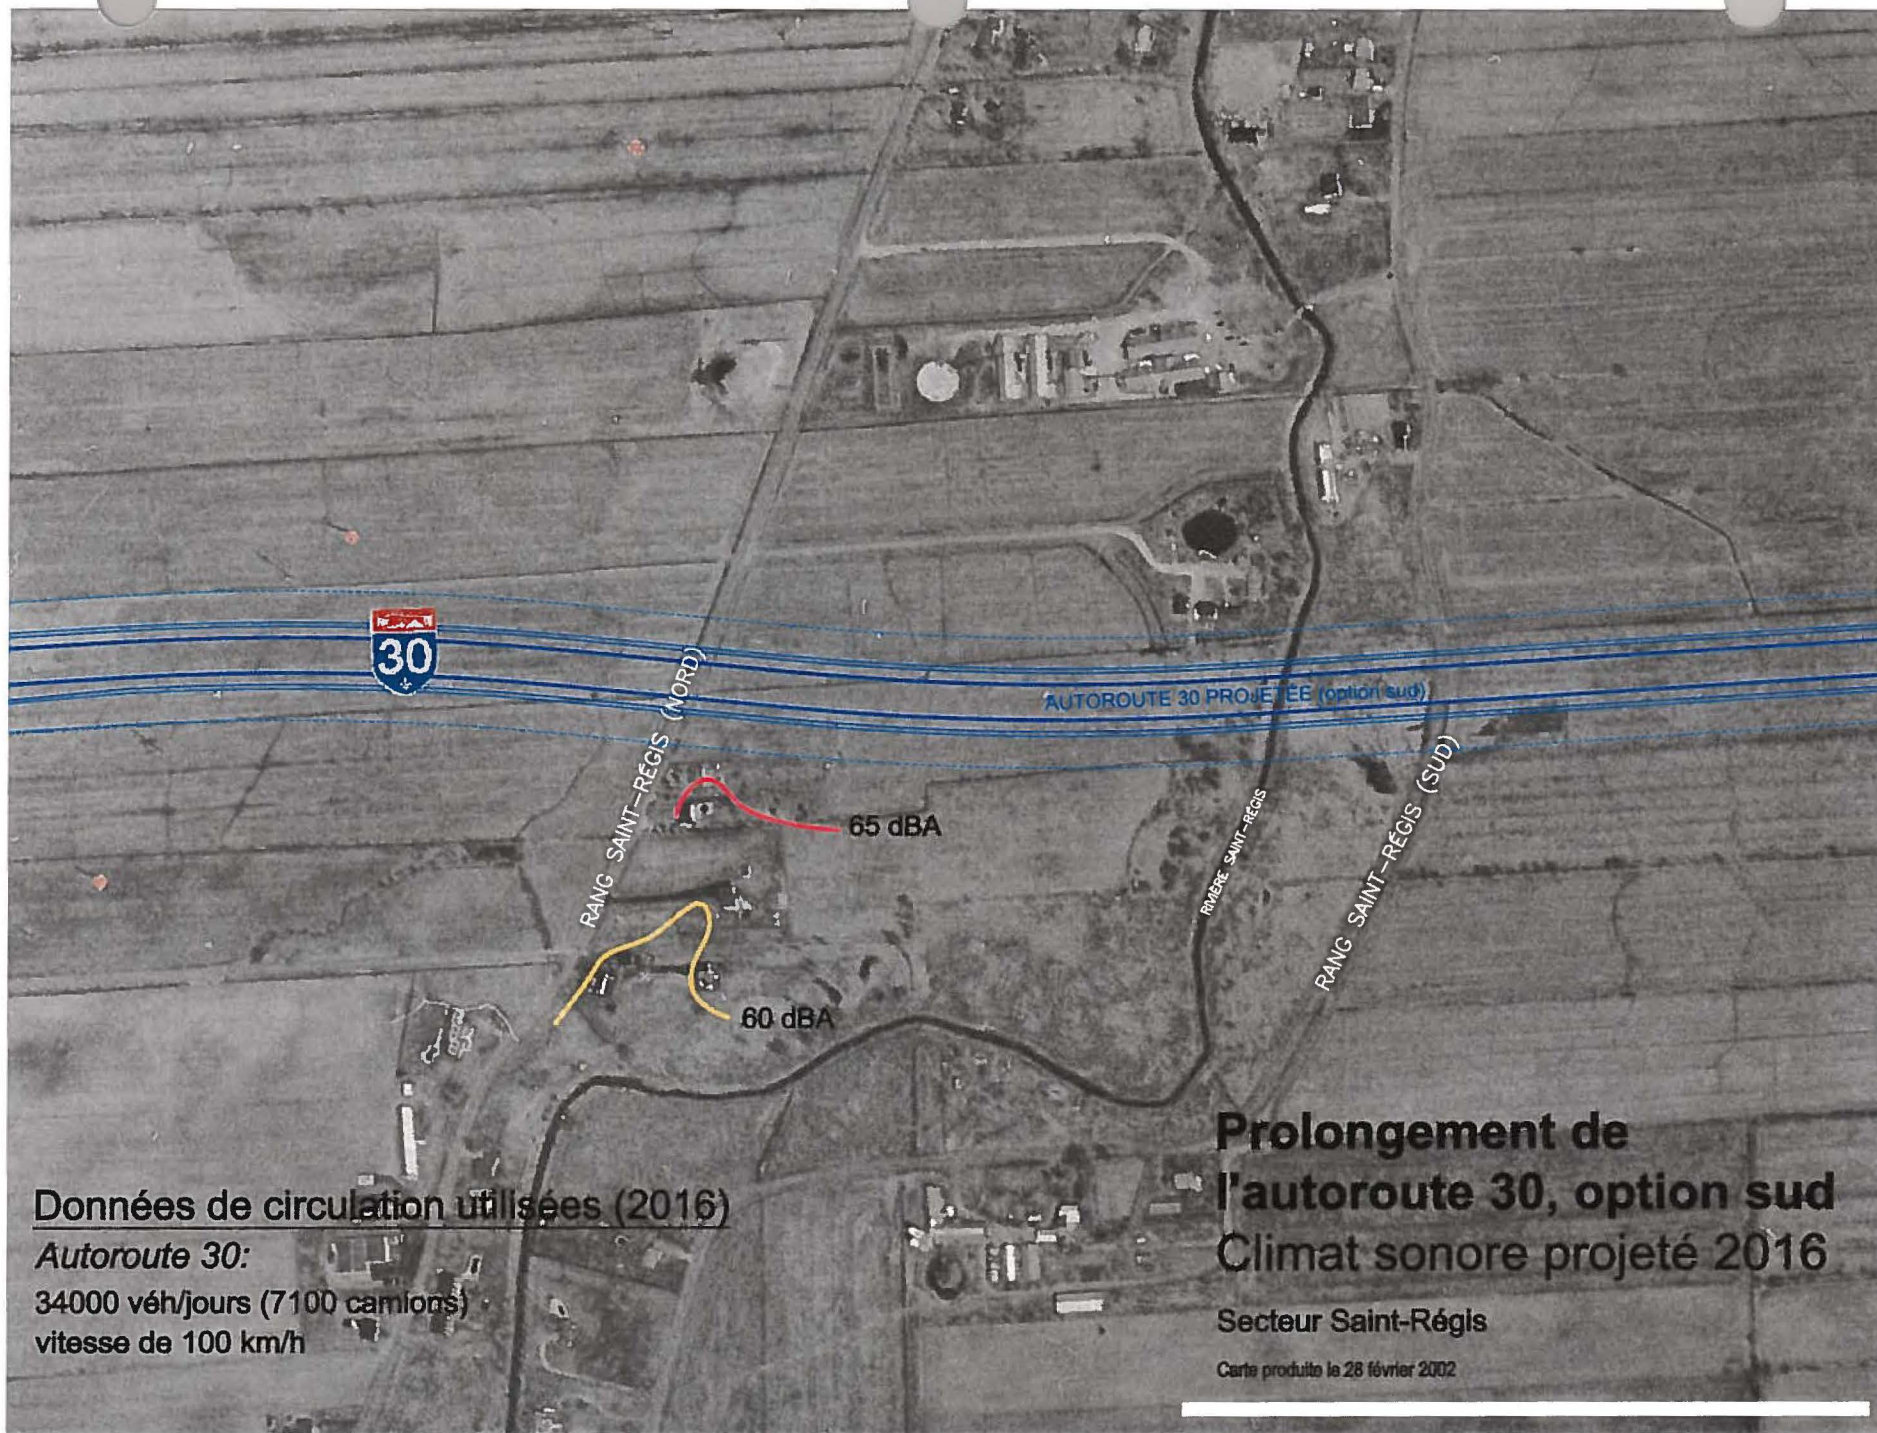 30
AUTOROUTE 30 PROJETÉE (option sud)
RANG SAINT-RÉGIS (NORD)
RIVIÈRE SAINT-RÉGIS
RANG SAINT-RÉGIS (SUD)
65 dBA
60 dBA
Données de circulation utilisées (2016)
Autoroute 30:
34000 véh/jours (7100 camions)
vitesse de 100 km/h
Prolongement de
l'autoroute 30, option sud
Climat sonore projeté 2016
Secteur Saint-Régis
Carte produite le 28 février 2002